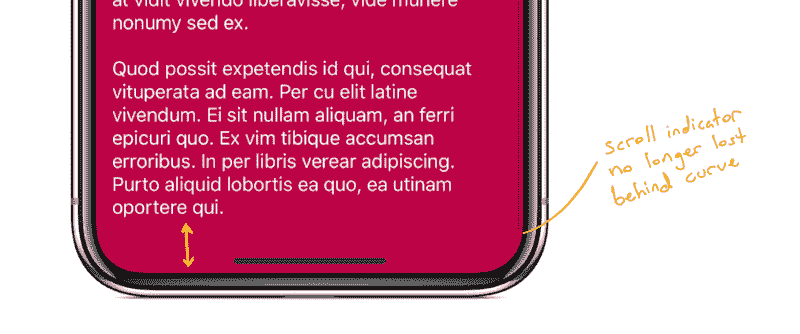 at vidit vivendo liberavisse, vide munere
nonumy sed ex.
Quod possit expetendis id qui, consequat
vituperata ad eam. Per cu elit latine
vivendum. Ei sit nullam aliquam, an ferri
epicuri quo. Ex vim tibique accumsan
erroribus. In per libris verear adipiscing.
Purto aliquid lobortis ea quo, ea utinam
oportere qui.
scroll indicator
no longer lost
behind curve